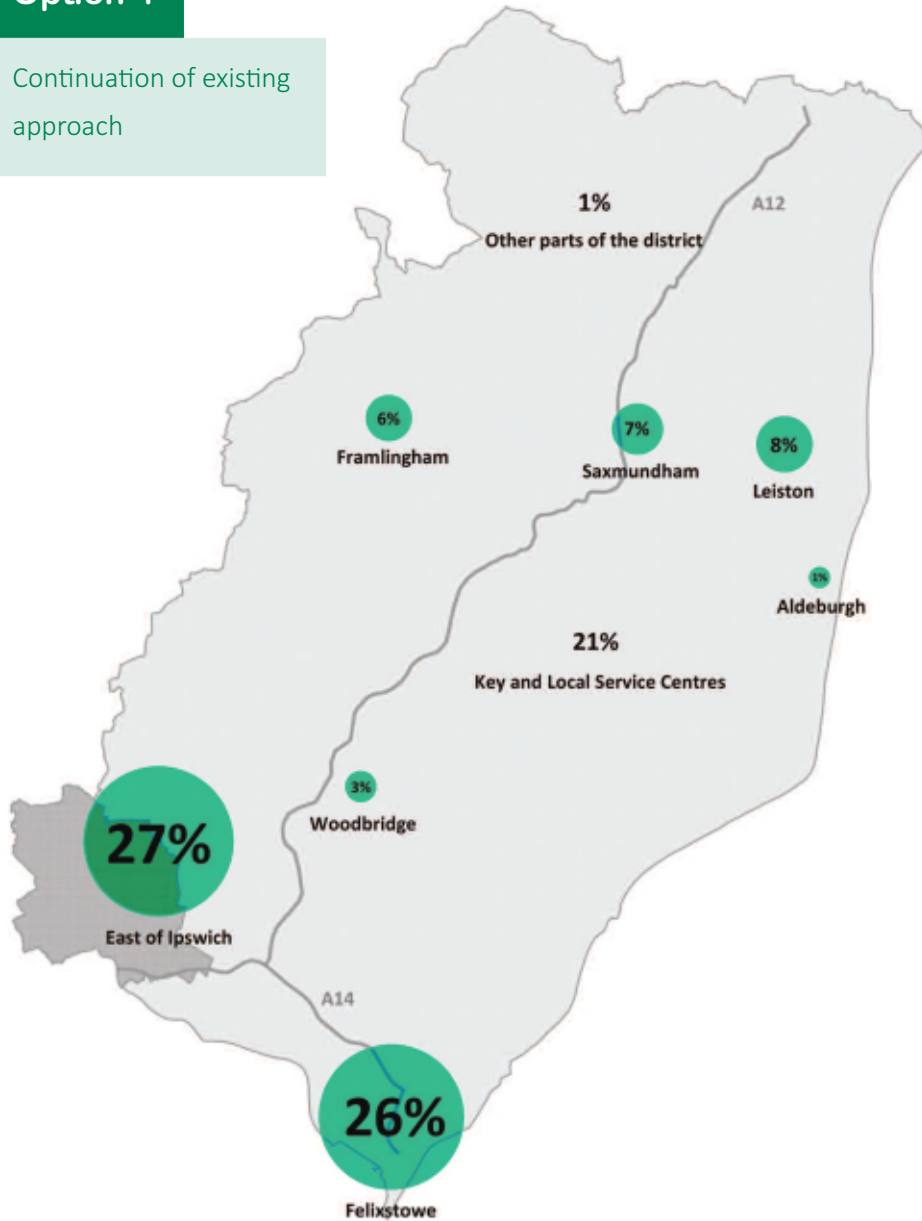 Continuation of existing
approach
1%
Other parts of the district
A12
6%
Framlingham
7%
Saxmundham
8%
Leiston
1%
Aldeburgh
21%
Key and Local Service Centres
3%
Woodbridge
27%
East of Ipswich
A14
26%
Felixstowe